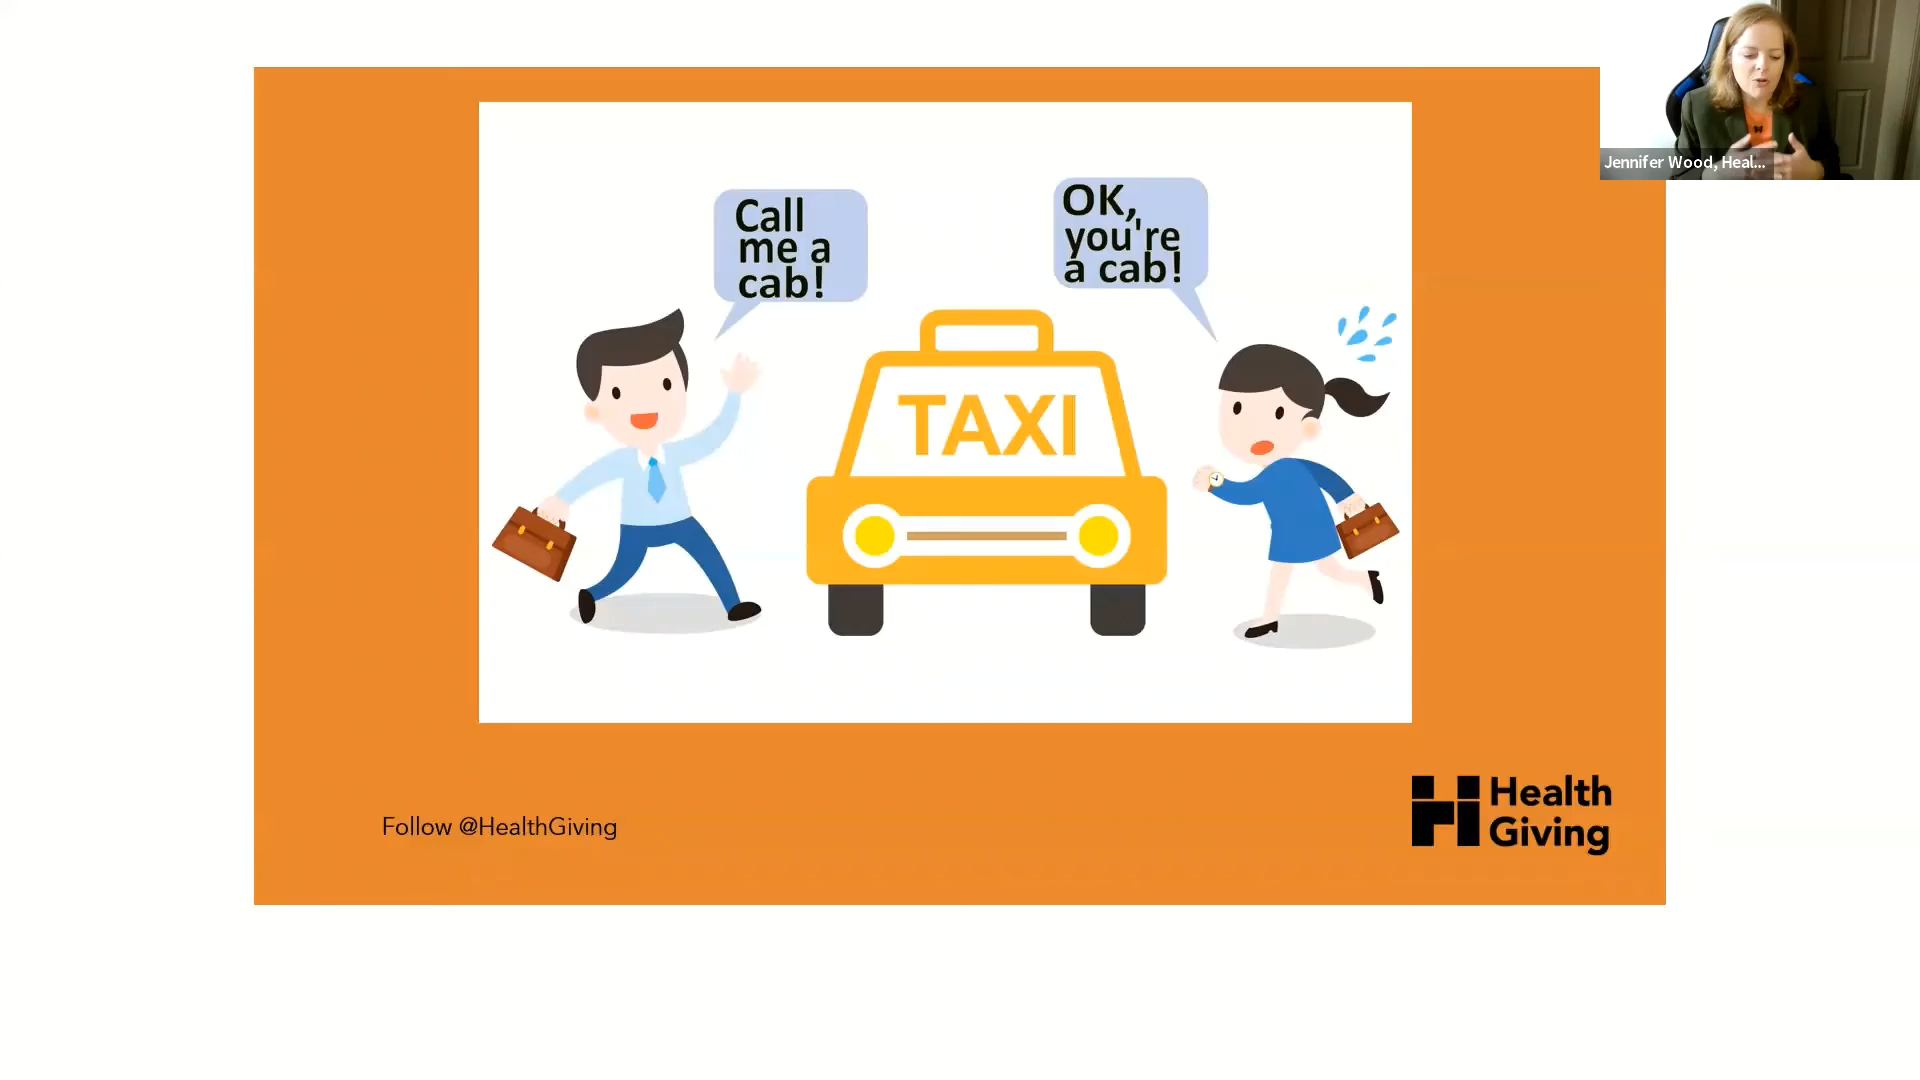 Jennifer Wood, Heal...
Call
me a
cab!
OK,
you're
a cab!
TAXI
Follow @HealthGiving
Health
Giving